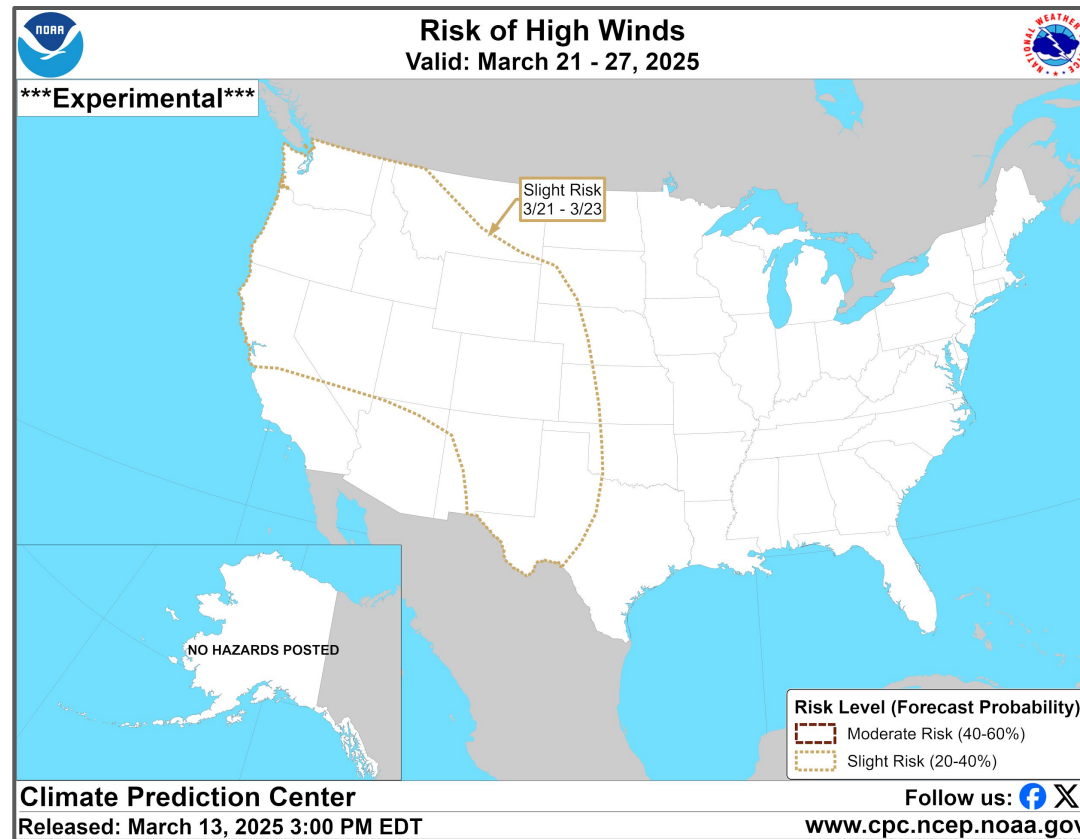 NOAA
Risk of High Winds
Valid: March 21 - 27, 2025
NATIONAL WEATHER
***Experimental***
Slight Risk
3/21 - 3/23
NO HAZARDS POSTED
Risk Level (Forecast Probability)
Moderate Risk (40-60%)
Slight Risk (20-40%)
Climate Prediction Center
Follow us:
Released: March 13, 2025 3:00 PM EDT
www.cpc.ncep.noaa.gov